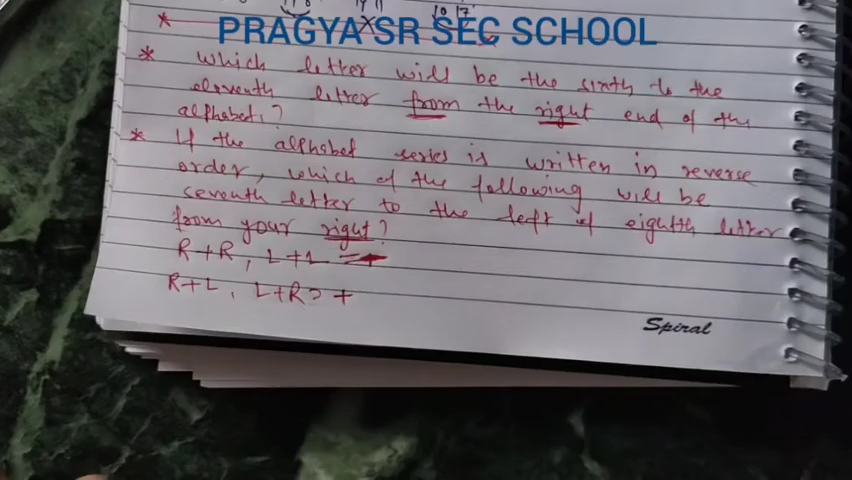 PRAGYA SR SEC SCHOOL
* Which letter will be the sixth to the
eleventh letter from the right end of the
alphabet?
* If the alphabet series is written in reverse
order, which of the following will be
seventh letter to the left of eighth letter
from your right?
R+R, L+L = -
R+L, L+R = +
Spiral